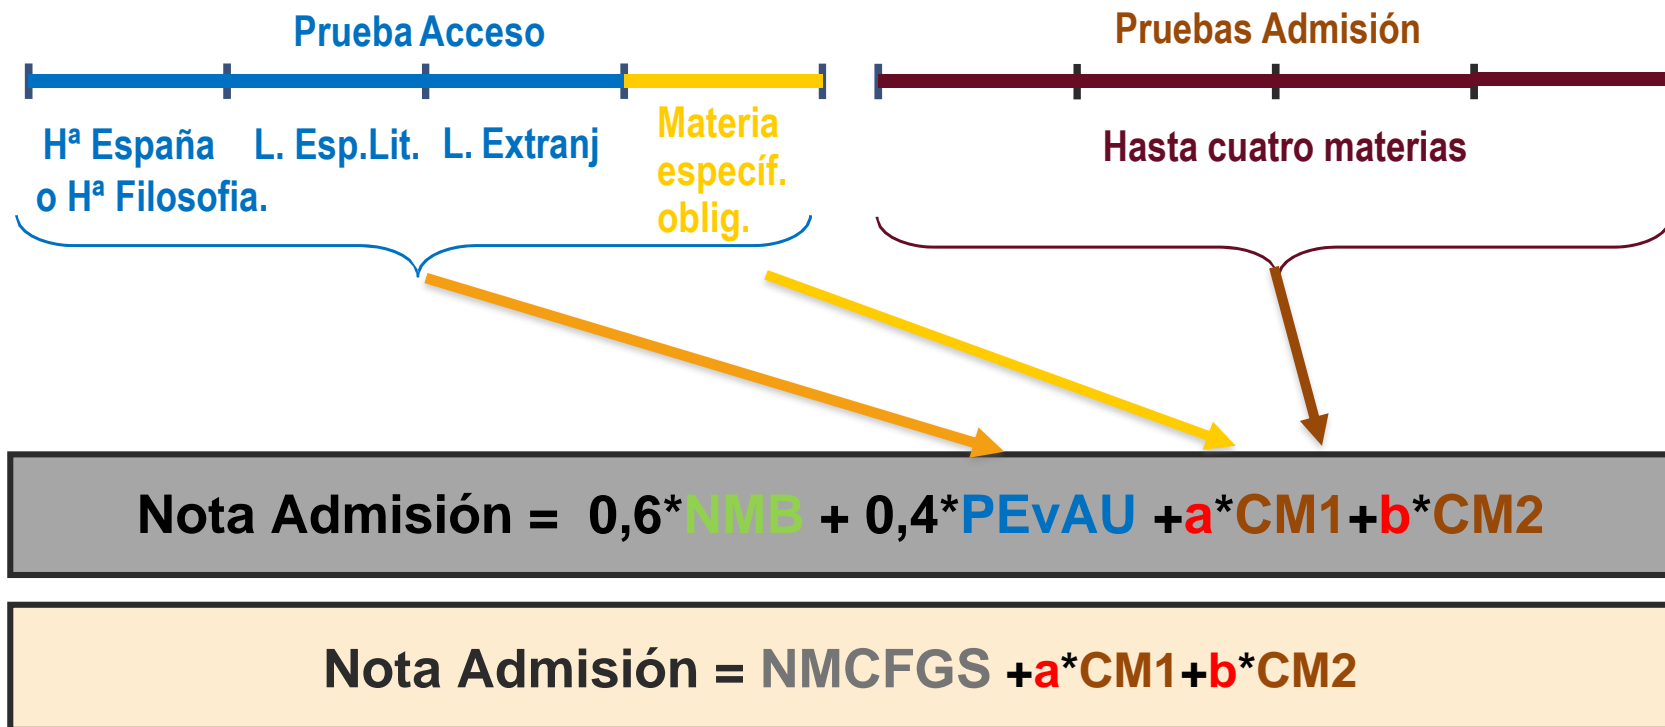 Prueba Acceso
Pruebas Admisión
Hª España
o Hª Filosofia.
L. Esp.Lit.
L. Extranj
Materia
específ.
oblig.
Hasta cuatro materias
Nota Admisión = 0,6*NMB + 0,4*PEvAU +a*CM1+b*CM2
Nota Admisión = NMCFGS +a*CM1+b*CM2